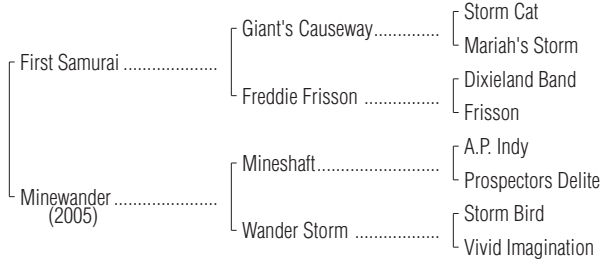 Storm Cat
Giant's Causeway..............
Mariah's Storm
First Samurai ....................
Dixieland Band
Freddie Frisson ................
Frisson
A.P. Indy
Mineshaft..........................
Prospectors Delite
Minewander......................
(2005)
Storm Bird
Wander Storm ..................
Vivid Imagination